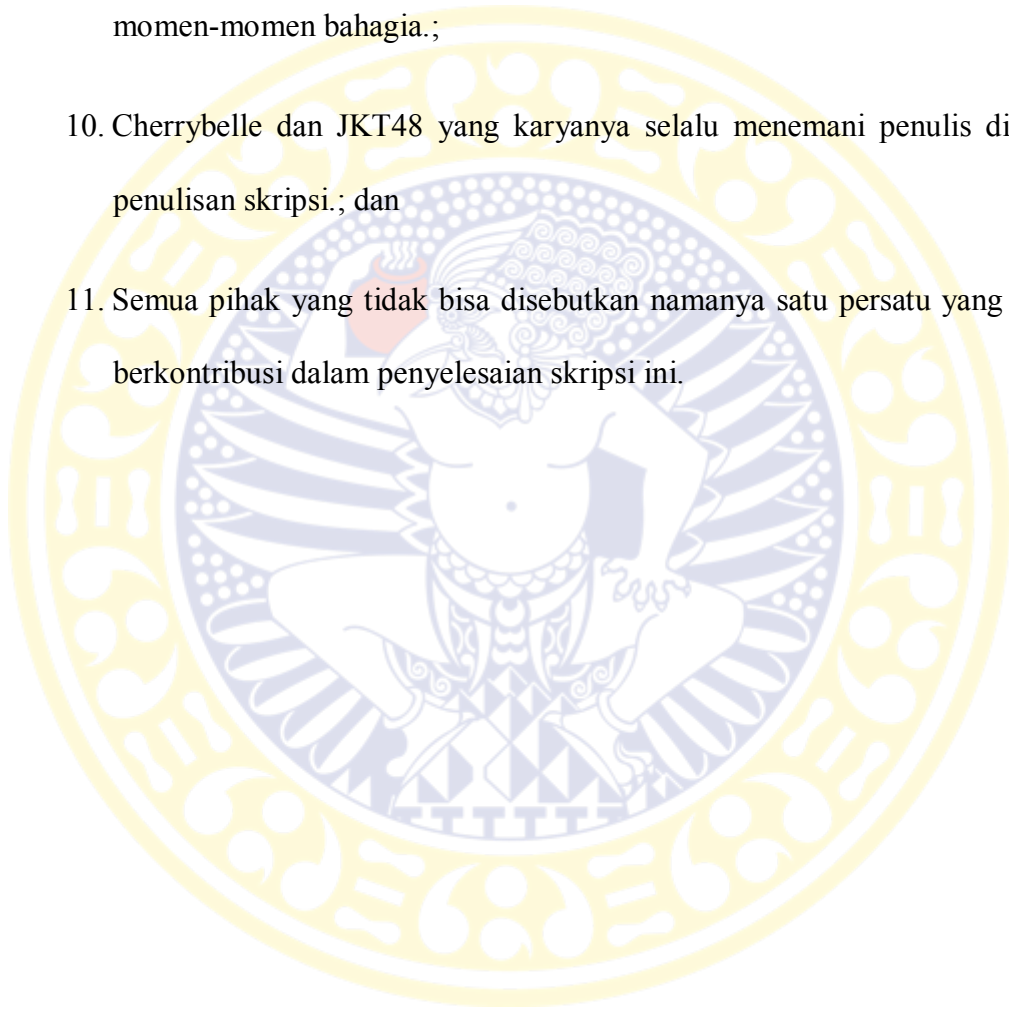 momen-momen bahagia.;
10. Cherrybelle dan JKT48 yang karyanya selalu menemani penulis di
penulisan skripsi.; dan
11. Semua pihak yang tidak bisa disebutkan namanya satu persatu yang
berkontribusi dalam penyelesaian skripsi ini.